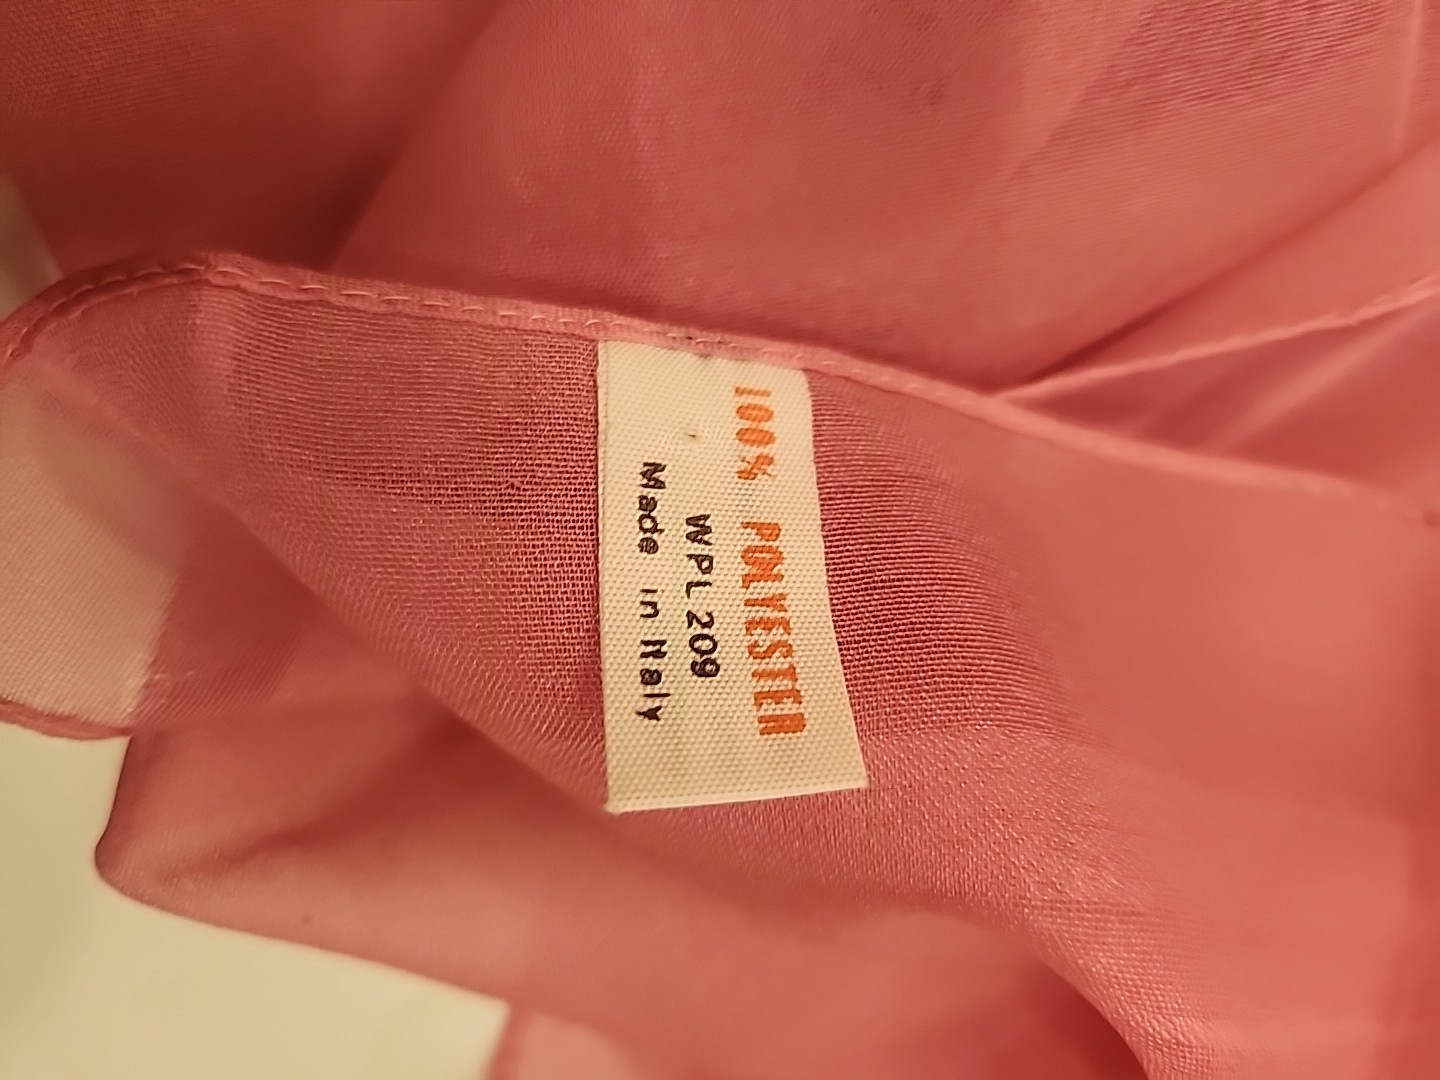 100% POLYESTER
WPL 209
Made in Italy